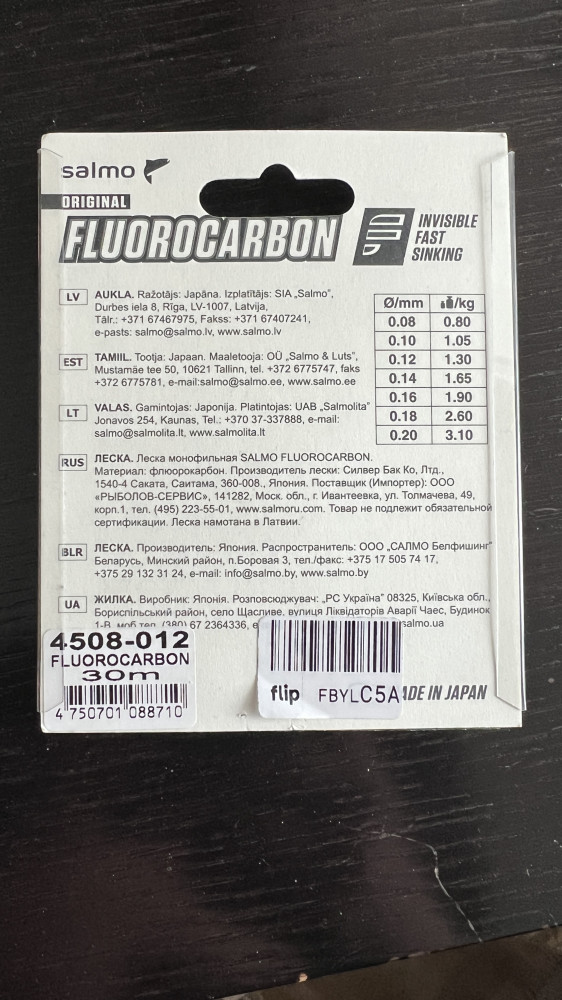 salmo
ORIGINAL
FLUOROCARBON
INVISIBLE
FAST
SINKING
LV
AUKLA. Ražotājs: Japāna. Izplatītājs: SIA „Salmo”,
Durbes iela 8, Rīga, LV-1007, Latvija,
Tālr.: +371 67467975, Fakss: +371 67407241,
e-pasts: salmo@salmo.lv, www.salmo.lv
EST
TAMIIL. Tootja: Japaan. Maaletooja: OÜ „Salmo & Luts”,
Mustamäe tee 50, 10621 Tallinn, tel. +372 6775747, faks
+372 6775781, e-mail:salmo@salmo.ee, www.salmo.ee
LT
VALAS. Gamintojas: Japonija. Platintojas: UAB „Salmolita”
Jonavos 254, Kaunas, Tel.: +370 37-337888, e-mail:
salmo@salmolita.lt, www.salmolita.lt
Ø/mm /kg
0.08 0.80
0.10 1.05
0.12 1.30
0.14 1.65
0.16 1.90
0.18 2.60
0.20 3.10
RUS
ЛЕСКА. Леска монофильная SALMO FLUOROCARBON.
Материал: флюорокарбон. Производитель лески: Силвер Бак Ко, Лтд.,
1540-4 Саката, Саитама, 360-008., Япония. Поставщик (Импортер): ООО
«РЫБОЛОВ-СЕРВИС», 141282, Моск. обл., г. Ивантеевка, ул. Толмачева, 49,
корп.1, тел. (495) 223-55-01, www.salmoru.com. Товар не подлежит обязательной
сертификации. Леска намотана в Латвии.
BLR
ЛЕСКА. Производитель: Япония. Распространитель: ООО „САЛМО Белфишинг”
Беларусь, Минский район, п.Боровая 3, тел./факс: +375 17 505 74 17,
+375 29 132 31 24, e-mail: info@salmo.by, www.salmo.by
UA
ЖИЛКА. Виробник: Японія. Розповсюджувач: „PC Україна” 08325, Київська обл.,
Бориспільський район, село Щасливе, вулиця Ліквідаторів Аварії Чаес, Будинок
1-В, моб.тел. (380) 67 2364336, e salmo.ua
4508-012
FLUOROCARBON
30m
4 750701 088710
flip FBYLC5A
ADE IN JAPAN